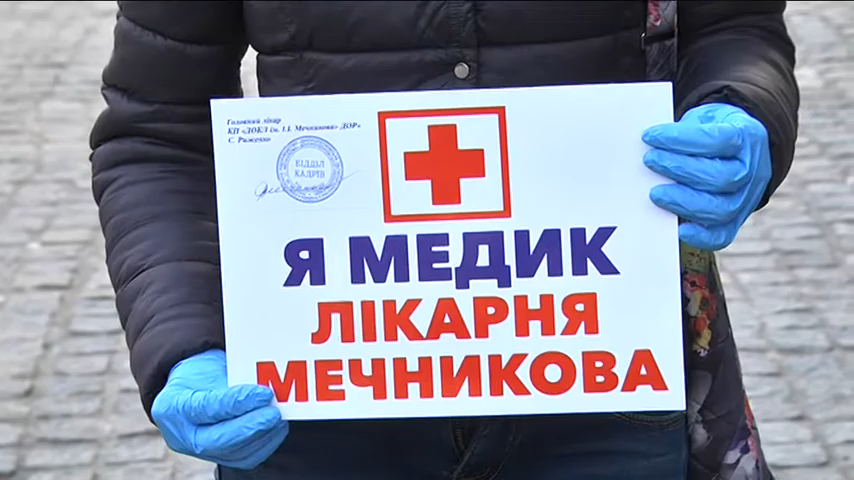 Головний лікар
КП «ДОКЛ ім. І.І. Мечникова» ДОР»
С. Риженко
ВІДДІЛ
КАДРІВ
Я МЕДИК
ЛІКАРНЯ
МЕЧНИКОВА